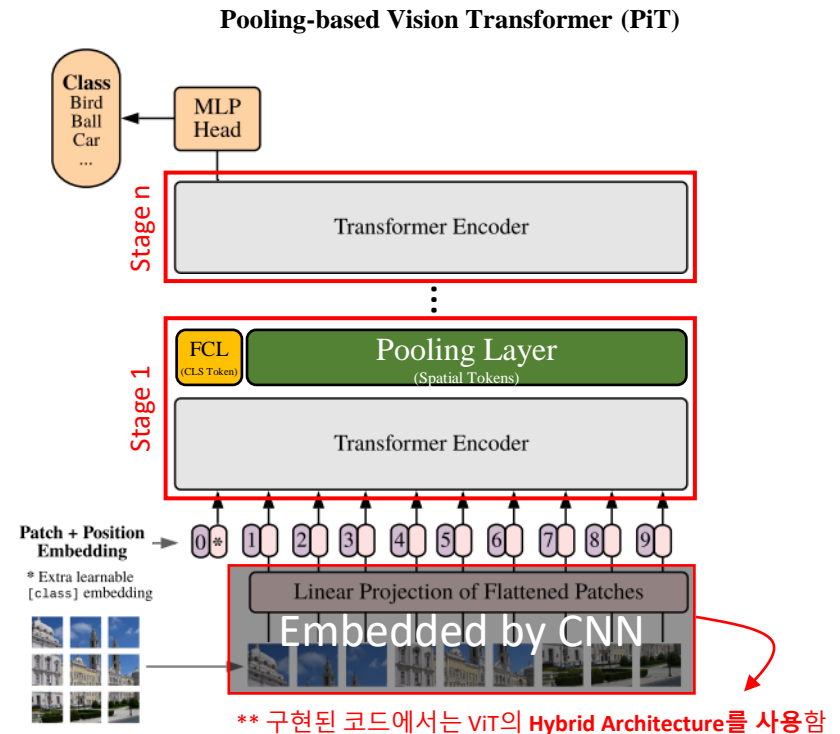 Pooling-based Vision Transformer (PiT)
Class
Bird
Ball
Car
...
MLP
Head
Stage n
Transformer Encoder
⋮
Stage 1
FCL
(CLS Token)
Pooling Layer
(Spatial Tokens)
Transformer Encoder
Patch + Position
Embedding
0 * 1 2 3 4 5 6 7 8 9
* Extra learnable
[class] embedding
Linear Projection of Flattened Patches
Embedded by CNN
** 구현된 코드에서는 ViT의 Hybrid Architecture를 사용함